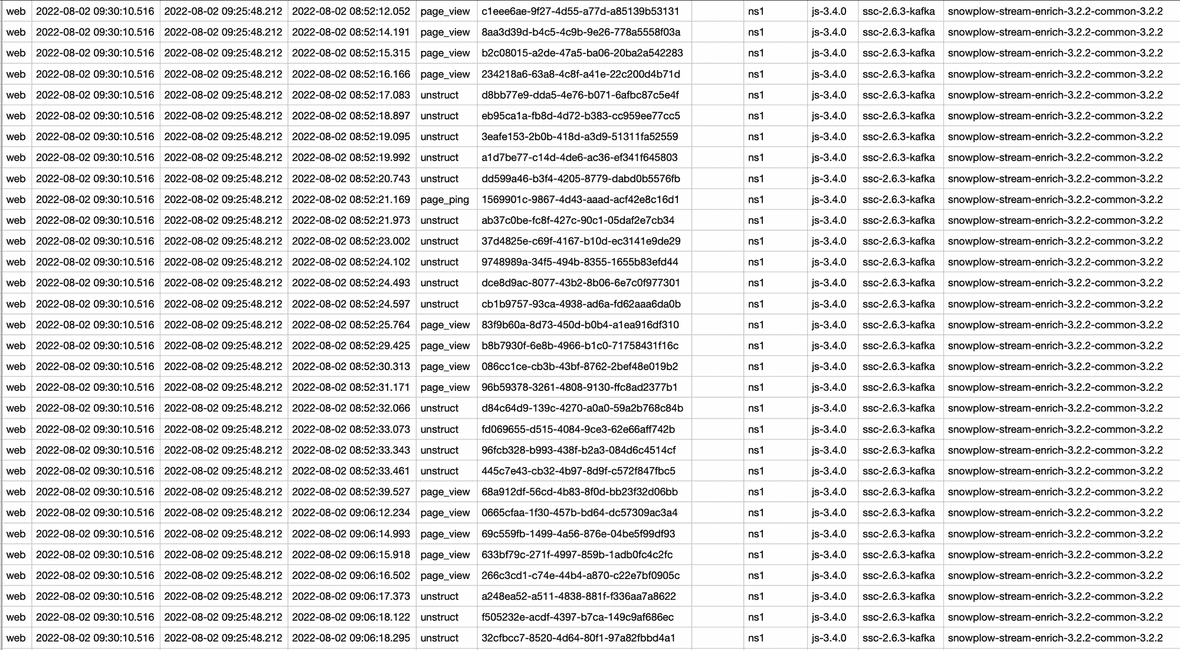 web 2022-08-02 09:30:10.516 2022-08-02 09:25:48.212 2022-08-02 08:52:12.052 page_view c1eee6ae-9f27-4d55-a77d-a85139b53131 ns1 js-3.4.0 ssc-2.6.3-kafka snowplow-stream-enrich-3.2.2-common-3.2.2
web 2022-08-02 09:30:10.516 2022-08-02 09:25:48.212 2022-08-02 08:52:14.191 page_view 8aa3d39d-b4c5-4c9b-9e26-778a5558f03a ns1 js-3.4.0 ssc-2.6.3-kafka snowplow-stream-enrich-3.2.2-common-3.2.2
web 2022-08-02 09:30:10.516 2022-08-02 09:25:48.212 2022-08-02 08:52:15.315 page_view b2c08015-a2de-47a5-ba06-20ba2a542283 ns1 js-3.4.0 ssc-2.6.3-kafka snowplow-stream-enrich-3.2.2-common-3.2.2
web 2022-08-02 09:30:10.516 2022-08-02 09:25:48.212 2022-08-02 08:52:16.166 page_view 234218a6-63a8-4c8f-a41e-22c200d4b71d ns1 js-3.4.0 ssc-2.6.3-kafka snowplow-stream-enrich-3.2.2-common-3.2.2
web 2022-08-02 09:30:10.516 2022-08-02 09:25:48.212 2022-08-02 08:52:17.083 unstruct d8bb77e9-dda5-4e76-b071-6afbc87c5e4f ns1 js-3.4.0 ssc-2.6.3-kafka snowplow-stream-enrich-3.2.2-common-3.2.2
web 2022-08-02 09:30:10.516 2022-08-02 09:25:48.212 2022-08-02 08:52:18.897 unstruct eb95ca1a-fb8d-4d72-b383-cc959ee77cc5 ns1 js-3.4.0 ssc-2.6.3-kafka snowplow-stream-enrich-3.2.2-common-3.2.2
web 2022-08-02 09:30:10.516 2022-08-02 09:25:48.212 2022-08-02 08:52:19.095 unstruct 3eafe153-2b0b-418d-a3d9-51311fa52559 ns1 js-3.4.0 ssc-2.6.3-kafka snowplow-stream-enrich-3.2.2-common-3.2.2
web 2022-08-02 09:30:10.516 2022-08-02 09:25:48.212 2022-08-02 08:52:19.992 unstruct a1d7be77-c14d-4de6-ac36-ef341f645803 ns1 js-3.4.0 ssc-2.6.3-kafka snowplow-stream-enrich-3.2.2-common-3.2.2
web 2022-08-02 09:30:10.516 2022-08-02 09:25:48.212 2022-08-02 08:52:20.743 unstruct dd599a46-b3f4-4205-8779-dabd0b5576fb ns1 js-3.4.0 ssc-2.6.3-kafka snowplow-stream-enrich-3.2.2-common-3.2.2
web 2022-08-02 09:30:10.516 2022-08-02 09:25:48.212 2022-08-02 08:52:21.169 page_ping 1569901c-9867-4d43-aaad-acf42e8c16d1 ns1 js-3.4.0 ssc-2.6.3-kafka snowplow-stream-enrich-3.2.2-common-3.2.2
web 2022-08-02 09:30:10.516 2022-08-02 09:25:48.212 2022-08-02 08:52:21.973 unstruct ab37c0be-fc8f-427c-90c1-05daf2e7cb34 ns1 js-3.4.0 ssc-2.6.3-kafka snowplow-stream-enrich-3.2.2-common-3.2.2
web 2022-08-02 09:30:10.516 2022-08-02 09:25:48.212 2022-08-02 08:52:23.002 unstruct 37d4825e-c69f-4167-b10d-ec3141e9de29 ns1 js-3.4.0 ssc-2.6.3-kafka snowplow-stream-enrich-3.2.2-common-3.2.2
web 2022-08-02 09:30:10.516 2022-08-02 09:25:48.212 2022-08-02 08:52:24.102 unstruct 9748989a-34f5-494b-8355-1655b83efd44 ns1 js-3.4.0 ssc-2.6.3-kafka snowplow-stream-enrich-3.2.2-common-3.2.2
web 2022-08-02 09:30:10.516 2022-08-02 09:25:48.212 2022-08-02 08:52:24.493 unstruct dce8d9ac-8077-43b2-8b06-6e7c0f977301 ns1 js-3.4.0 ssc-2.6.3-kafka snowplow-stream-enrich-3.2.2-common-3.2.2
web 2022-08-02 09:30:10.516 2022-08-02 09:25:48.212 2022-08-02 08:52:24.597 unstruct cb1b9757-93ca-4938-ad6a-fd62aaa6da0b ns1 js-3.4.0 ssc-2.6.3-kafka snowplow-stream-enrich-3.2.2-common-3.2.2
web 2022-08-02 09:30:10.516 2022-08-02 09:25:48.212 2022-08-02 08:52:25.764 page_view 83f9b60a-8d73-450d-b0b4-a1ea916df310 ns1 js-3.4.0 ssc-2.6.3-kafka snowplow-stream-enrich-3.2.2-common-3.2.2
web 2022-08-02 09:30:10.516 2022-08-02 09:25:48.212 2022-08-02 08:52:29.425 page_view b8b7930f-6e8b-4966-b1c0-71758431f16c ns1 js-3.4.0 ssc-2.6.3-kafka snowplow-stream-enrich-3.2.2-common-3.2.2
web 2022-08-02 09:30:10.516 2022-08-02 09:25:48.212 2022-08-02 08:52:30.313 page_view 086cc1ce-cb3b-43bf-8762-2bef48e019b2 ns1 js-3.4.0 ssc-2.6.3-kafka snowplow-stream-enrich-3.2.2-common-3.2.2
web 2022-08-02 09:30:10.516 2022-08-02 09:25:48.212 2022-08-02 08:52:31.171 page_view 96b59378-3261-4808-9130-ffc8ad2377b1 ns1 js-3.4.0 ssc-2.6.3-kafka snowplow-stream-enrich-3.2.2-common-3.2.2
web 2022-08-02 09:30:10.516 2022-08-02 09:25:48.212 2022-08-02 08:52:32.066 unstruct d84c64d9-139c-4270-a0a0-59a2b768c84b ns1 js-3.4.0 ssc-2.6.3-kafka snowplow-stream-enrich-3.2.2-common-3.2.2
web 2022-08-02 09:30:10.516 2022-08-02 09:25:48.212 2022-08-02 08:52:33.073 unstruct fd069655-d515-4084-9ce3-62e66aff742b ns1 js-3.4.0 ssc-2.6.3-kafka snowplow-stream-enrich-3.2.2-common-3.2.2
web 2022-08-02 09:30:10.516 2022-08-02 09:25:48.212 2022-08-02 08:52:33.343 unstruct 96fcb328-b993-438f-b2a3-084d6c4514cf ns1 js-3.4.0 ssc-2.6.3-kafka snowplow-stream-enrich-3.2.2-common-3.2.2
web 2022-08-02 09:30:10.516 2022-08-02 09:25:48.212 2022-08-02 08:52:33.461 unstruct 445c7e43-cb32-4b97-8d9f-c572f847fbc5 ns1 js-3.4.0 ssc-2.6.3-kafka snowplow-stream-enrich-3.2.2-common-3.2.2
web 2022-08-02 09:30:10.516 2022-08-02 09:25:48.212 2022-08-02 08:52:39.527 page_view 68a912df-56cd-4b83-8f0d-bb23f32d06bb ns1 js-3.4.0 ssc-2.6.3-kafka snowplow-stream-enrich-3.2.2-common-3.2.2
web 2022-08-02 09:30:10.516 2022-08-02 09:25:48.212 2022-08-02 09:06:12.234 page_view 0665cfaa-1f30-457b-bd64-dc57309ac3a4 ns1 js-3.4.0 ssc-2.6.3-kafka snowplow-stream-enrich-3.2.2-common-3.2.2
web 2022-08-02 09:30:10.516 2022-08-02 09:25:48.212 2022-08-02 09:06:14.993 page_view 69c559fb-1499-4a56-876e-04be5f99df93 ns1 js-3.4.0 ssc-2.6.3-kafka snowplow-stream-enrich-3.2.2-common-3.2.2
web 2022-08-02 09:30:10.516 2022-08-02 09:25:48.212 2022-08-02 09:06:15.918 page_view 633bf79c-271f-4997-859b-1adb0fc4c2fc ns1 js-3.4.0 ssc-2.6.3-kafka snowplow-stream-enrich-3.2.2-common-3.2.2
web 2022-08-02 09:30:10.516 2022-08-02 09:25:48.212 2022-08-02 09:06:16.502 page_view 266c3cd1-c74e-44b4-a870-c22e7bf0905c ns1 js-3.4.0 ssc-2.6.3-kafka snowplow-stream-enrich-3.2.2-common-3.2.2
web 2022-08-02 09:30:10.516 2022-08-02 09:25:48.212 2022-08-02 09:06:17.373 unstruct a248ea52-a511-4838-881f-f336aa7a8622 ns1 js-3.4.0 ssc-2.6.3-kafka snowplow-stream-enrich-3.2.2-common-3.2.2
web 2022-08-02 09:30:10.516 2022-08-02 09:25:48.212 2022-08-02 09:06:18.122 unstruct f505232e-acdf-4397-b7ca-149c9af686ec ns1 js-3.4.0 ssc-2.6.3-kafka snowplow-stream-enrich-3.2.2-common-3.2.2
web 2022-08-02 09:30:10.516 2022-08-02 09:25:48.212 2022-08-02 09:06:18.295 unstruct 32cfbcc7-8520-4d64-80f1-97a82fbbd4a1 ns1 js-3.4.0 ssc-2.6.3-kafka snowplow-stream-enrich-3.2.2-common-3.2.2